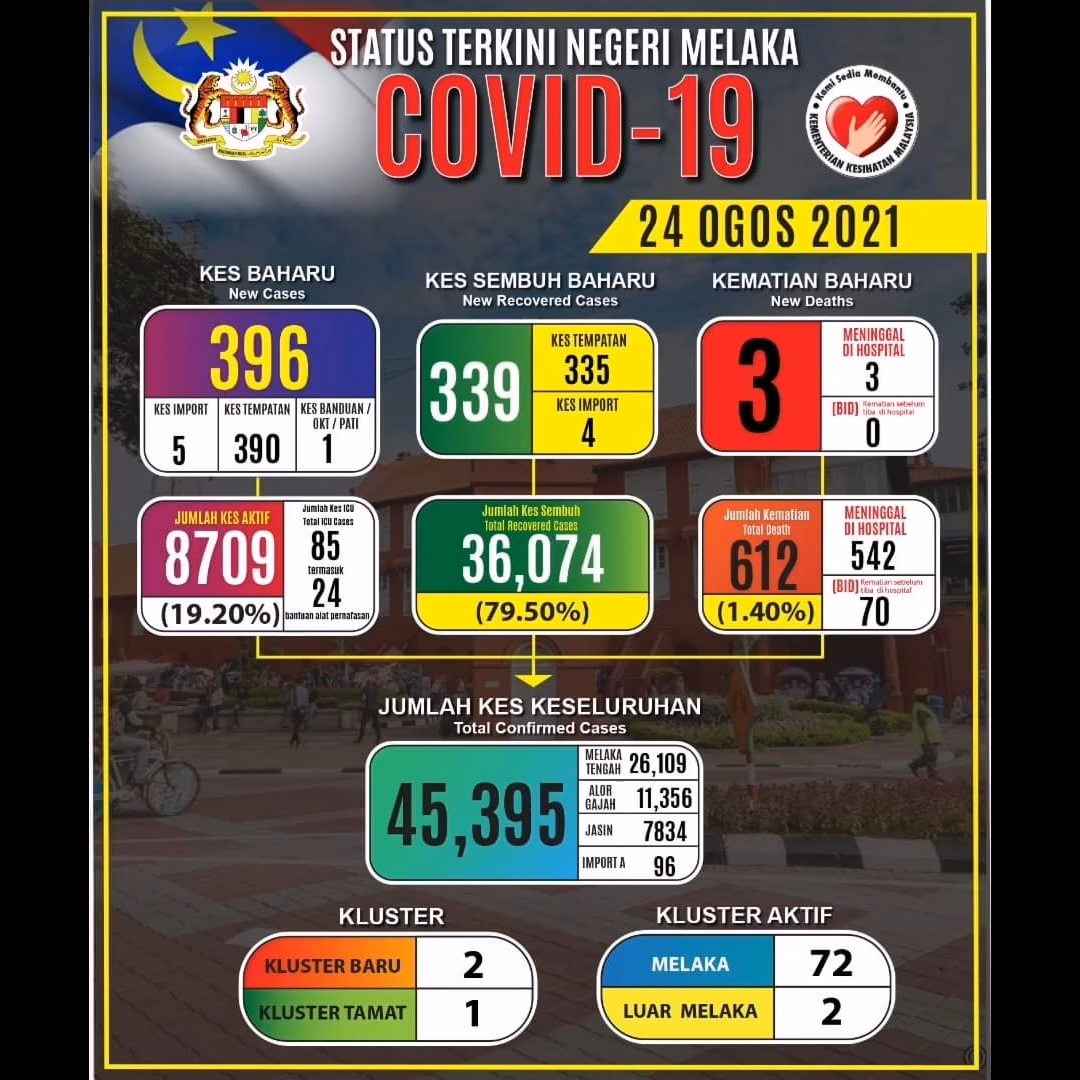 STATUS TERKINI NEGERI MELAKA
COVID-19
Kami Sedia Membantu
KEMENTERIAN KESIHATAN MALAYSIA
24 OGOS 2021
KES BAHARU
New Cases
396
KES IMPORT
5
KES TEMPATAN
390
KES BANDUAN /
OKT / PATI
1
KES SEMBUH BAHARU
New Recovered Cases
339
KES TEMPATAN
335
KES IMPORT
4
KEMATIAN BAHARU
New Deaths
3
MENINGGAL
DI HOSPITAL
3
(BID) Kematian sebelum
tiba di hospital
0
JUMLAH KES AKTIF
8709
(19.20%)
Jumlah Kes ICU
Total ICU Cases
85
termasuk
24
bantuan alat pernafasan
Jumlah Kes Sembuh
Total Recovered Cases
36,074
(79.50%)
Jumlah Kematian
Total Death
612
(1.40%)
MENINGGAL
DI HOSPITAL
542
(BID) Kematian sebelum
tiba di hospital
70
JUMLAH KES KESELURUHAN
Total Confirmed Cases
45,395
MELAKA
TENGAH 26,109
ALOR
GAJAH 11,356
JASIN 7834
IMPORT A 96
KLUSTER
KLUSTER BARU 2
KLUSTER TAMAT 1
KLUSTER AKTIF
MELAKA 72
LUAR MELAKA 2